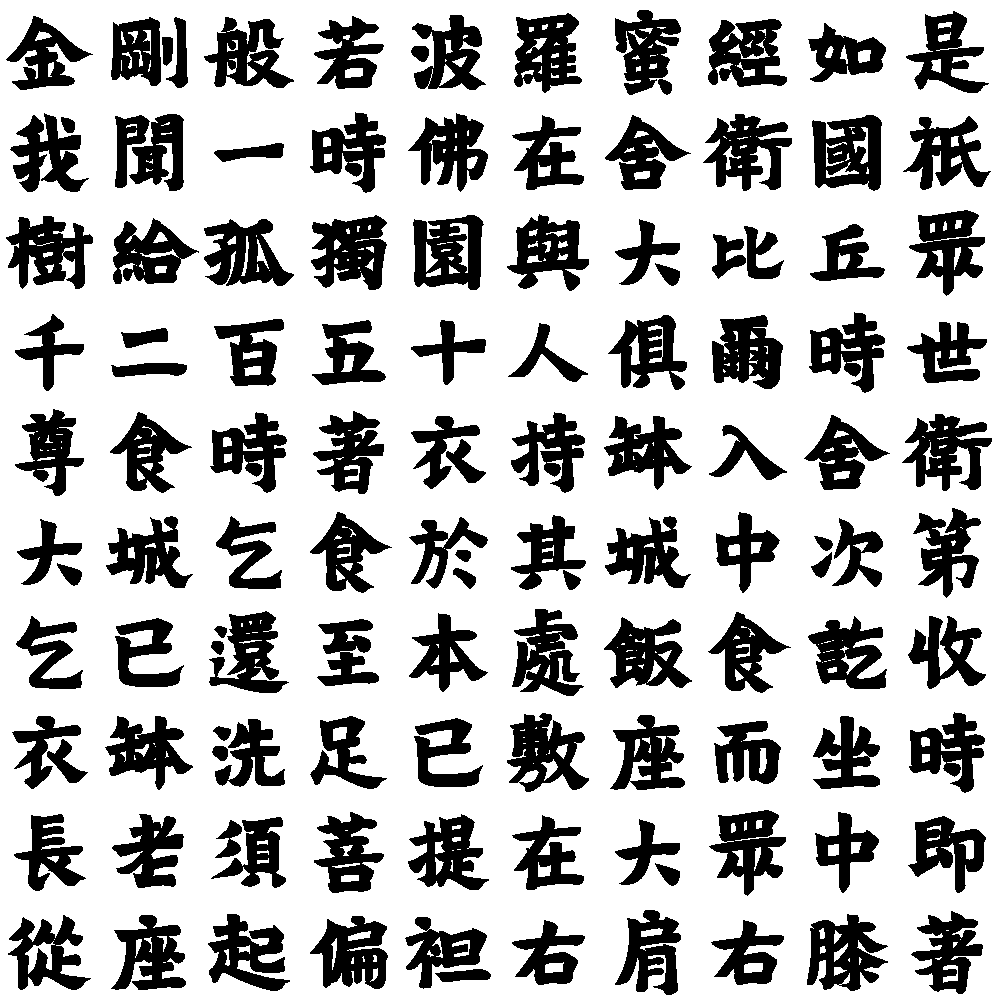 金剛般若波羅蜜經如是
我聞一時佛在舍衛國祇
樹給孤獨園與大比丘眾
千二百五十人俱爾時世
尊食時著衣持缽入舍衛
大城乞食於其城中次第
乞已還至本處飯食訖收
衣缽洗足已敷座而坐時
長老須菩提在大眾中即
從座起偏袒右肩右膝著